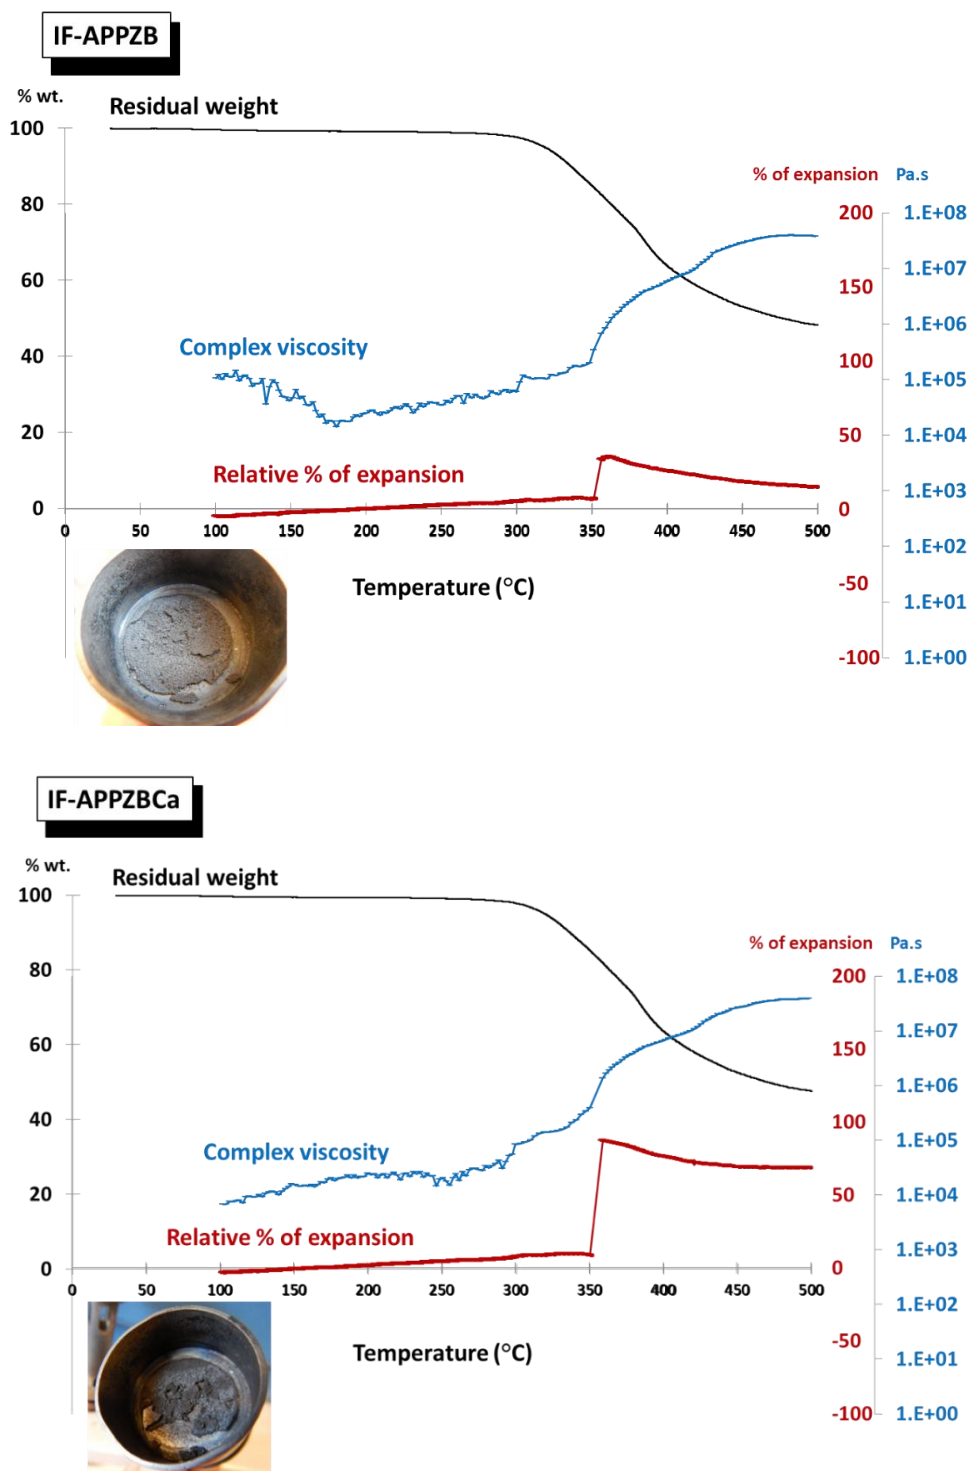 IF-APPZB
% wt.
Residual weight
% of expansion Pa.s
100
80
60
40
20
0
200
150
100
50
0
-50
-100
1.E+08
1.E+07
1.E+06
1.E+05
1.E+04
1.E+03
1.E+02
1.E+01
1.E+00
Complex viscosity
Relative % of expansion
0 50 100 150 200 250 300 350 400 450 500
Temperature (°C)
IF-APPZBCa
% wt.
Residual weight
% of expansion Pa.s
100
80
60
40
20
0
200
150
100
50
0
-50
-100
1.E+08
1.E+07
1.E+06
1.E+05
1.E+04
1.E+03
1.E+02
1.E+01
1.E+00
Complex viscosity
Relative % of expansion
0 50 100 150 200 250 300 350 400 450 500
Temperature (°C)